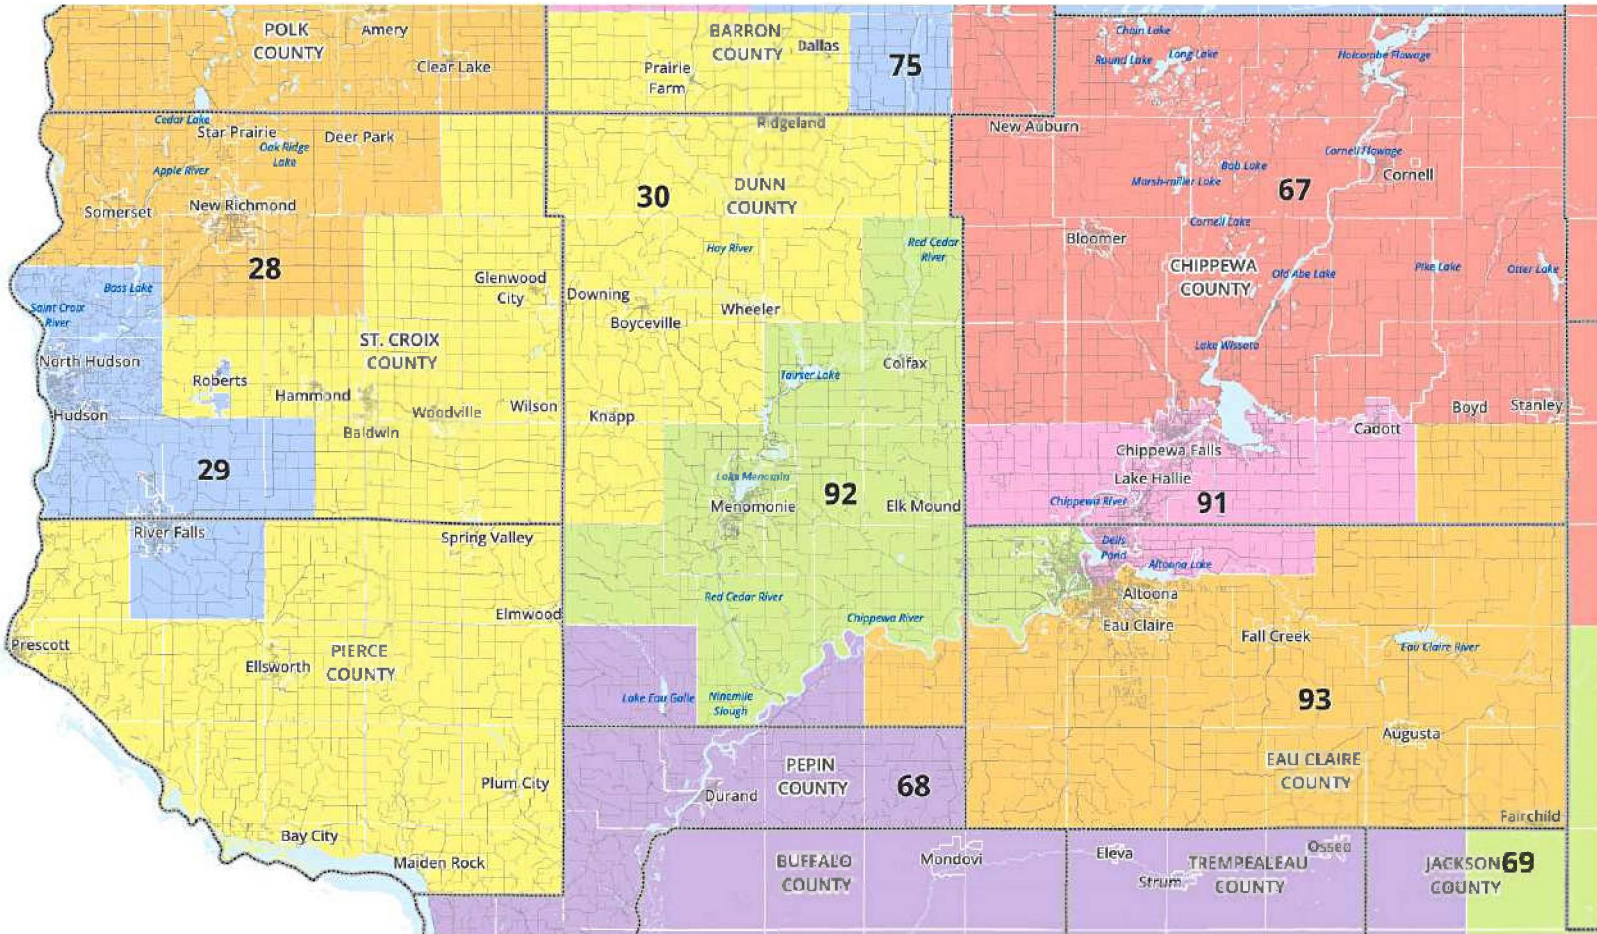 POLK
COUNTY
Amery
Clear Lake
BARRON
COUNTY
Dallas
Prairie
Farm
75
Chain Lake
Round Lake
Long Lake
Holcombe Flowage
Cedar Lake
Star Prairie
Deer Park
Oak Ridge
Lake
Apple River
Somerset
New Richmond
28
Ridgeland
30
DUNN
COUNTY
Hay River
Red Cedar
River
New Auburn
Cornell Flowage
Bob Lake
Marsh-miller Lake
Cornell
67
Cornell Lake
Bloomer
CHIPPEWA
COUNTY
Old Abe Lake
Pike Lake
Otter Lake
Bass Lake
Saint Croix
River
Glenwood
City
Downing
Boyceville
Wheeler
ST. CROIX
COUNTY
North Hudson
Roberts
Hammond
Hudson
Woodville
Wilson
Baldwin
29
Knapp
Tainter Lake
Colfax
Lake Wissota
Boyd
Stanley
Cadott
Chippewa Falls
Lake Hallie
Chippewa River
91
Lake Menomin
Menomonie
92
Elk Mound
River Falls
Spring Valley
Dells
Pond
Altoona Lake
Altoona
Eau Claire
Elmwood
Red Cedar River
Chippewa River
Fall Creek
Eau Claire River
Prescott
Ellsworth
PIERCE
COUNTY
Lake Eau Galle
Ninemile
Slough
93
Augusta
EAU CLAIRE
COUNTY
Fairchild
Plum City
PEPIN
COUNTY
68
Durand
Bay City
Maiden Rock
BUFFALO
COUNTY
Mondovi
Eleva
Strum
TREMPEALEAU
COUNTY
Osseo
JACKSON
COUNTY
69